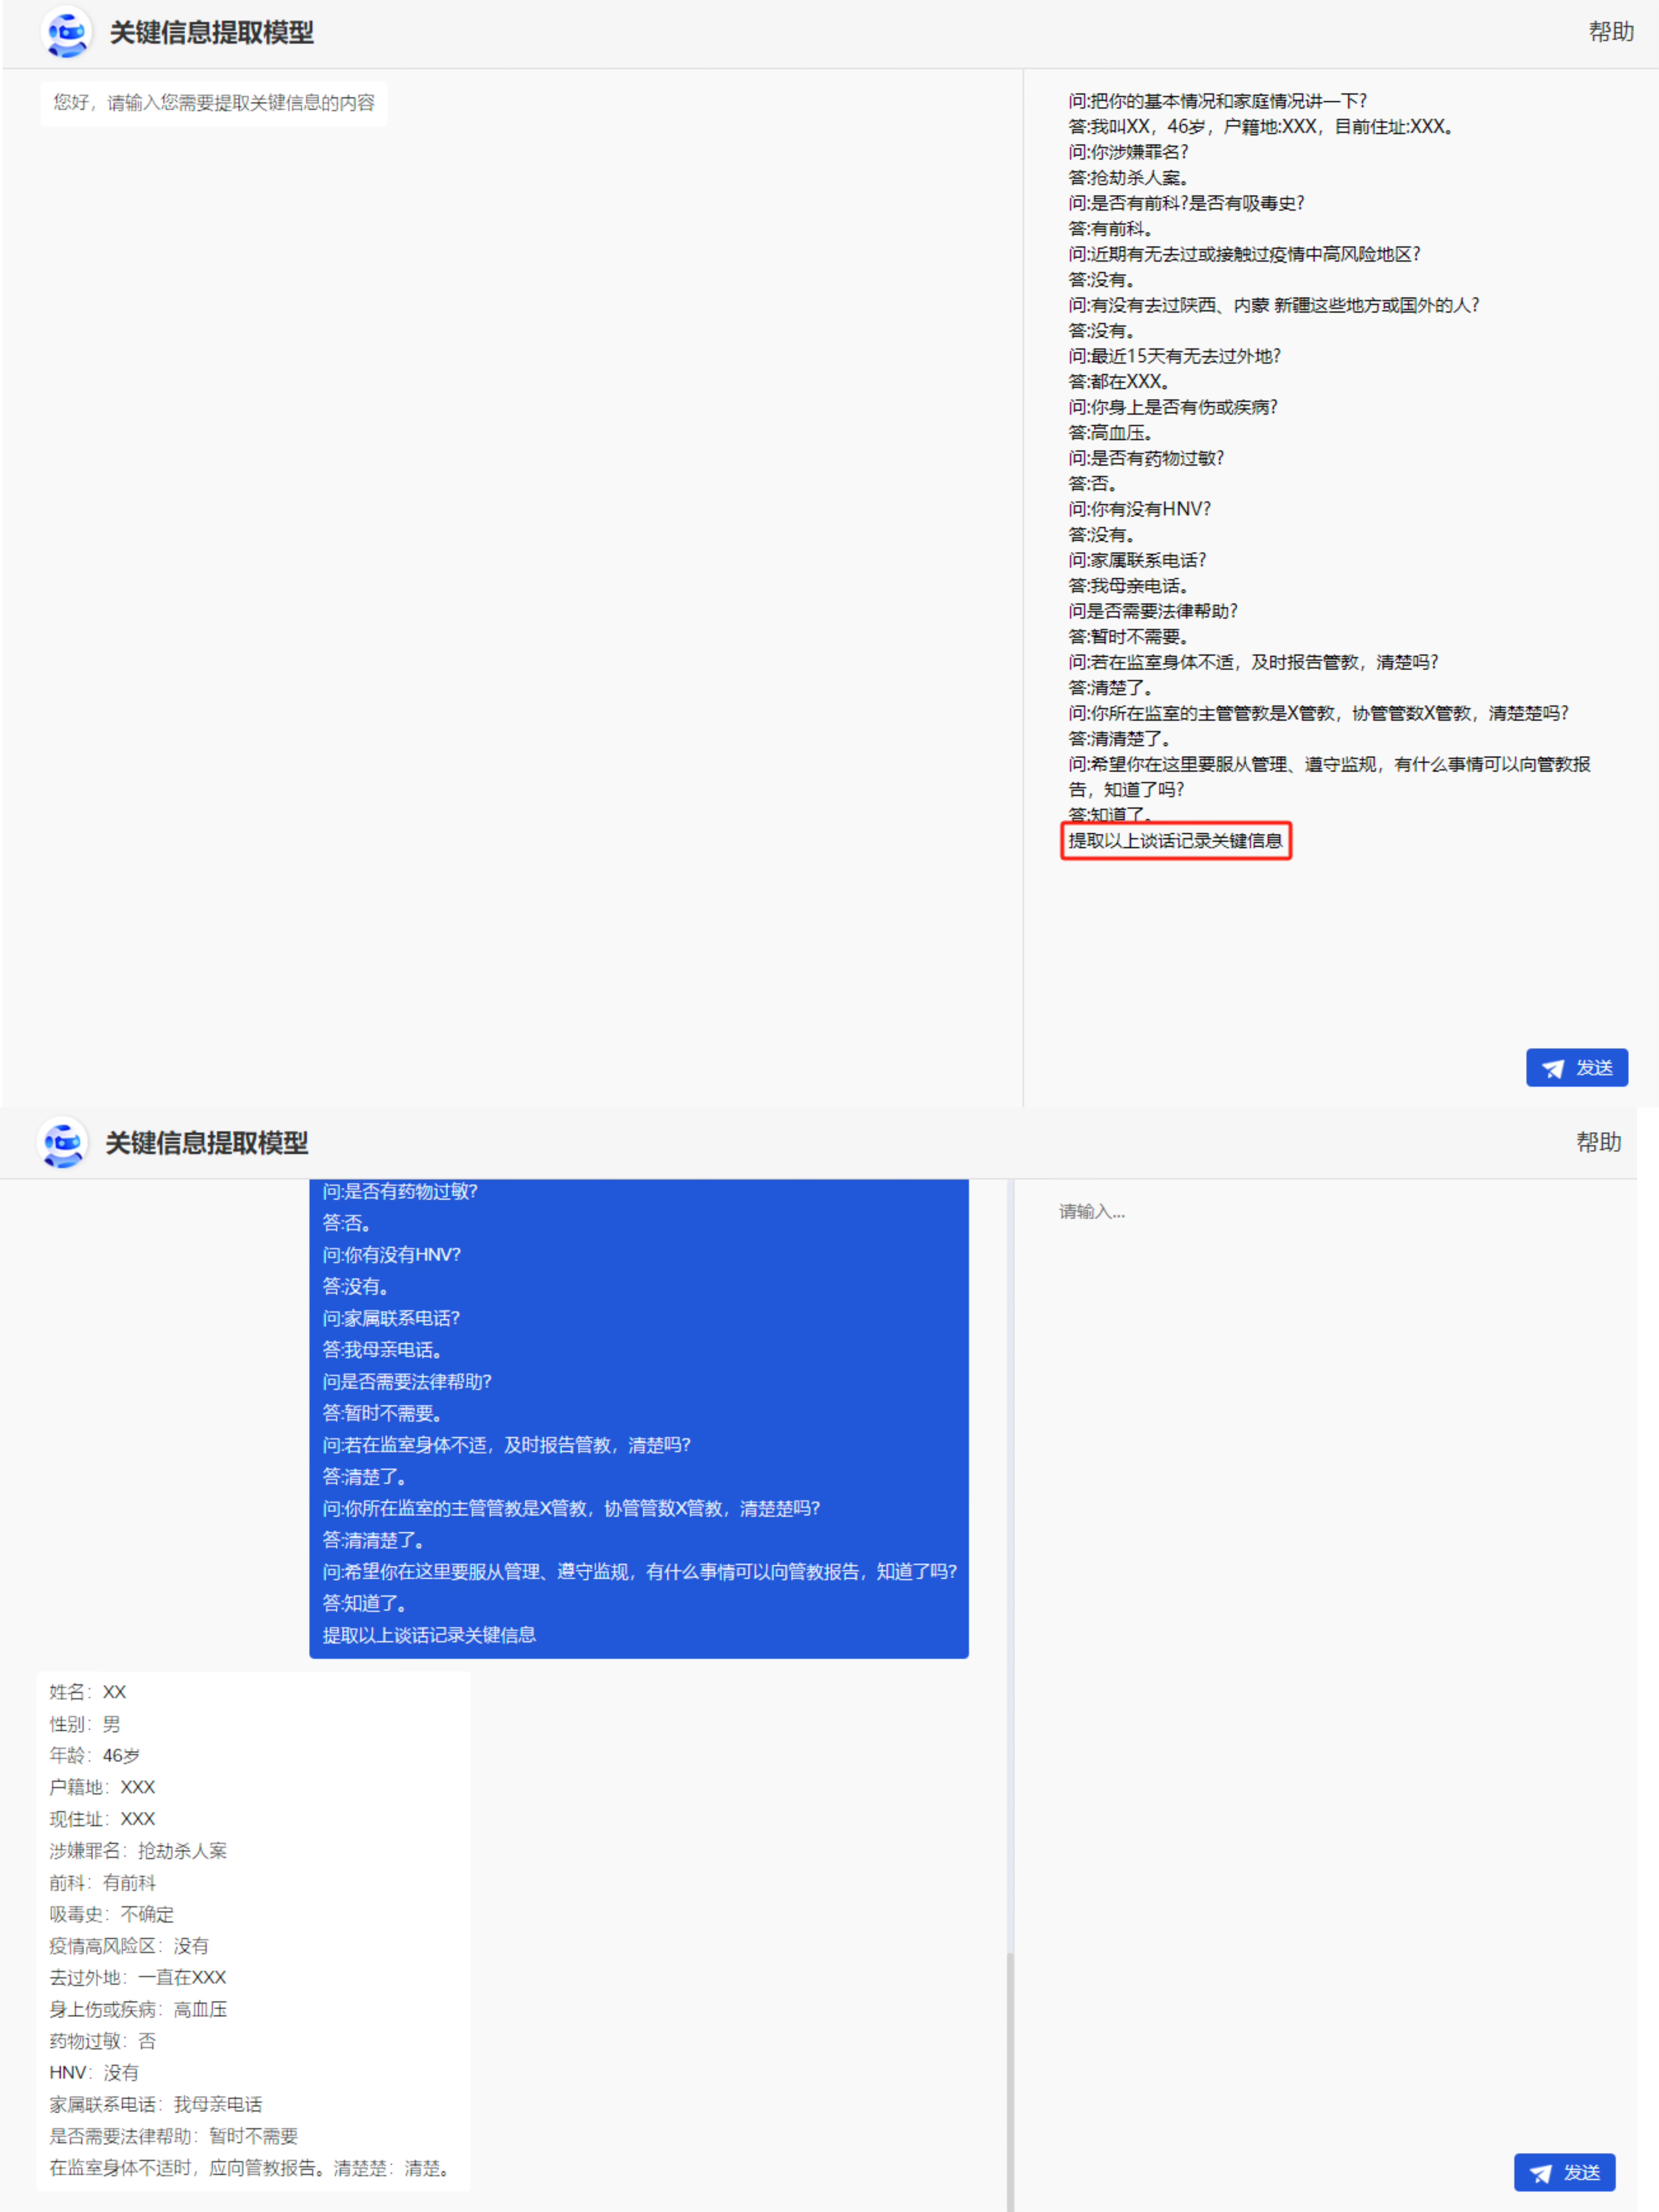 关键信息提取模型
帮助
您好，请输入您需要提取关键信息的内容
问:把你的基本情况和家庭情况讲一下?
答:我叫XX，46岁，户籍地:XXX，目前住址:XXX。
问:你涉嫌罪名?
答:抢劫杀人案。
问:是否有前科?是否有吸毒史?
答:有前科。
问:近期有无去过或接触过疫情中高风险地区?
答:没有。
问:有没有去过陕西、内蒙 新疆这些地方或国外的人?
答:没有。
问:最近15天有无去过外地?
答:都在XXX。
问:你身上是否有伤或疾病?
答:高血压。
问:是否有药物过敏?
答:否。
问:你有没有HNV?
答:没有。
问:家属联系电话?
答:我母亲电话。
问是否需要法律帮助?
答:暂时不需要。
问:若在监室身体不适，及时报告管教，清楚吗?
答:清楚了。
问:你所在监室的主管管教是X管教，协管管数X管教，清楚楚吗?
答:清清楚了。
问:希望你在这里要服从管理、遵守监规，有什么事情可以向管教报
告，知道了吗?
答:知道了。
提取以上谈话记录关键信息
发送
关键信息提取模型
帮助
问:是否有药物过敏?
答:否。
问:你有没有HNV?
答:没有。
问:家属联系电话?
答:我母亲电话。
问是否需要法律帮助?
答:暂时不需要。
问:若在监室身体不适，及时报告管教，清楚吗?
答:清楚了。
问:你所在监室的主管管教是X管教，协管管数X管教，清楚楚吗?
答:清清楚了。
问:希望你在这里要服从管理、遵守监规，有什么事情可以向管教报告，知道了吗?
答:知道了。
提取以上谈话记录关键信息
姓名：XX
性别：男
年龄：46岁
户籍地：XXX
现住址：XXX
涉嫌罪名：抢劫杀人案
前科：有前科
吸毒史：不确定
疫情高风险区：没有
去过外地：一直在XXX
身上伤或疾病：高血压
药物过敏：否
HNV：没有
家属联系电话：我母亲电话
是否需要法律帮助：暂时不需要
在监室身体不适时，应向管教报告。清楚楚：清楚。
请输入...
发送